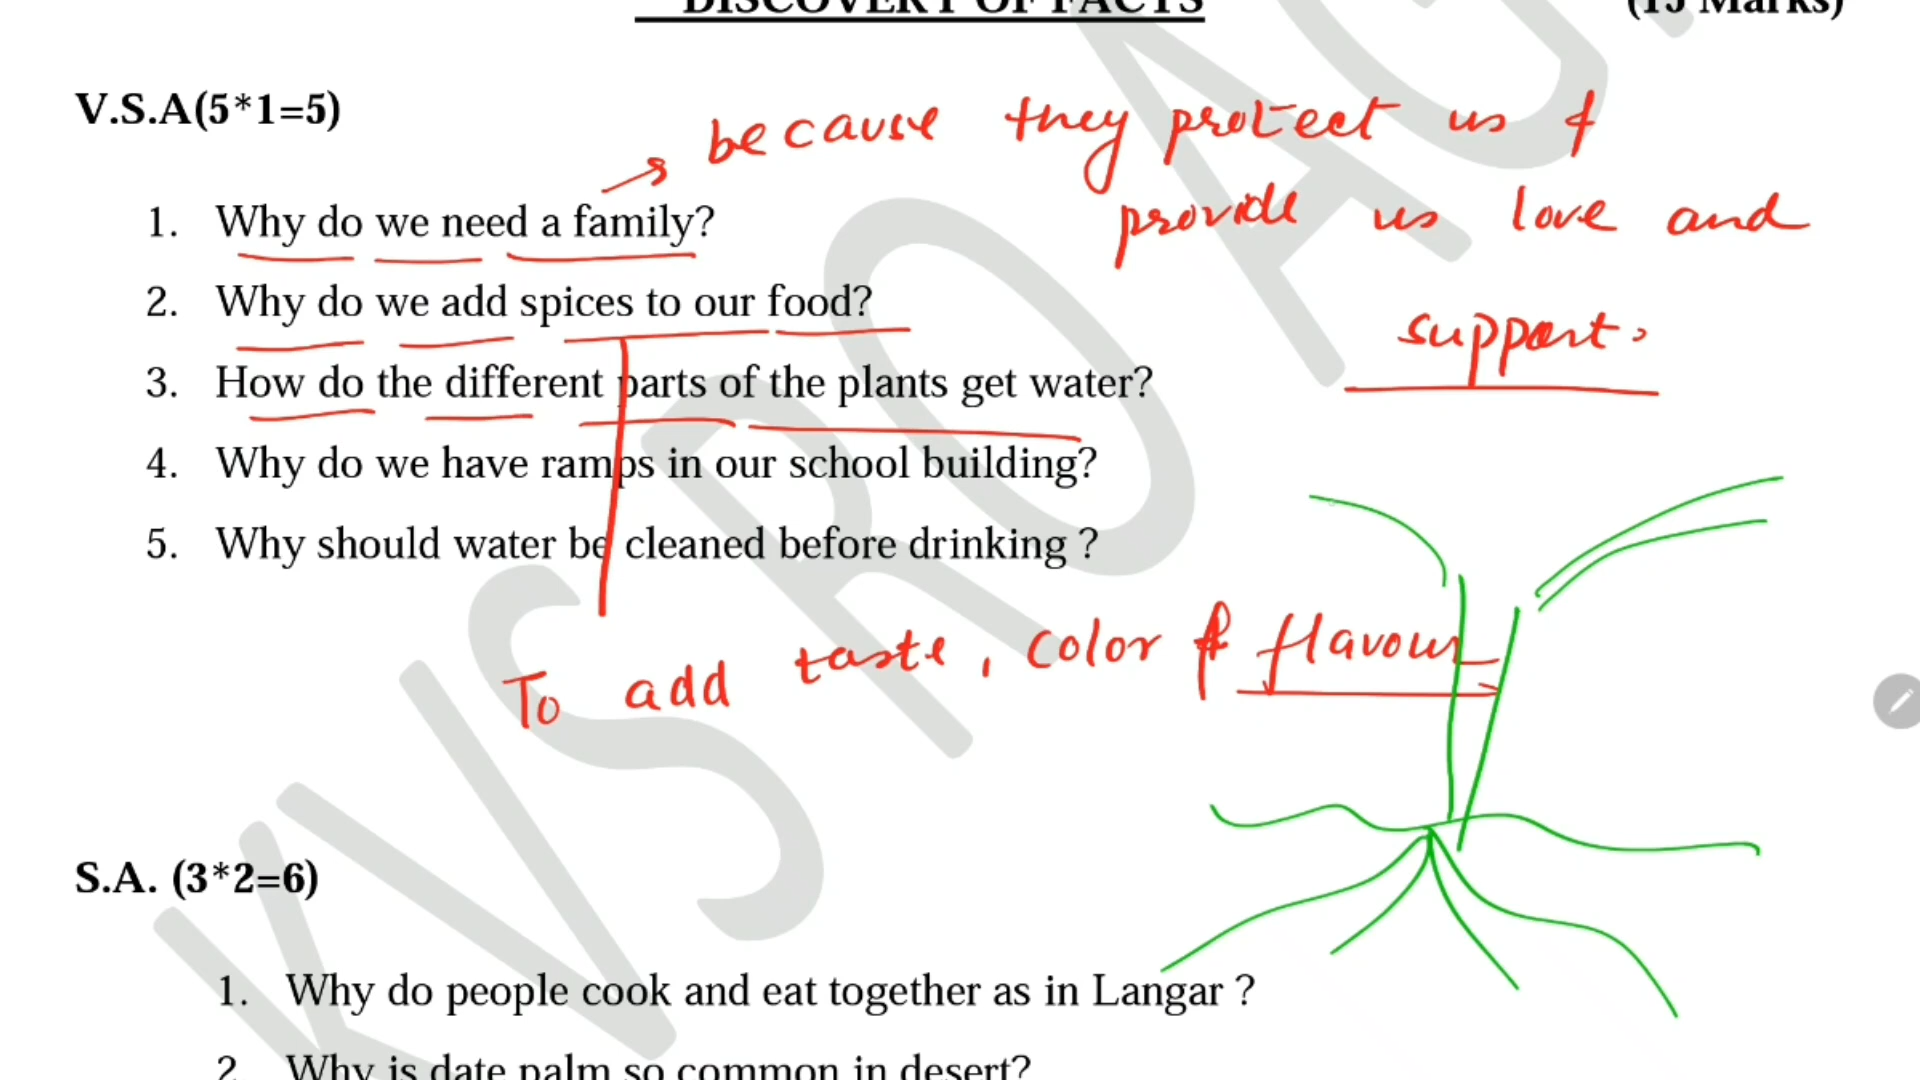 DISCOVERY OF FACTS
(15 Marks)
V.S.A(5*1=5)
because they protect us &
provide us love and
support.
1. Why do we need a family?
2. Why do we add spices to our food?
3. How do the different parts of the plants get water?
4. Why do we have ramps in our school building?
5. Why should water be cleaned before drinking ?
To add taste, color & flavour
S.A. (3*2=6)
1. Why do people cook and eat together as in Langar ?
2. Why is date palm so common in desert?
KVS RO AG